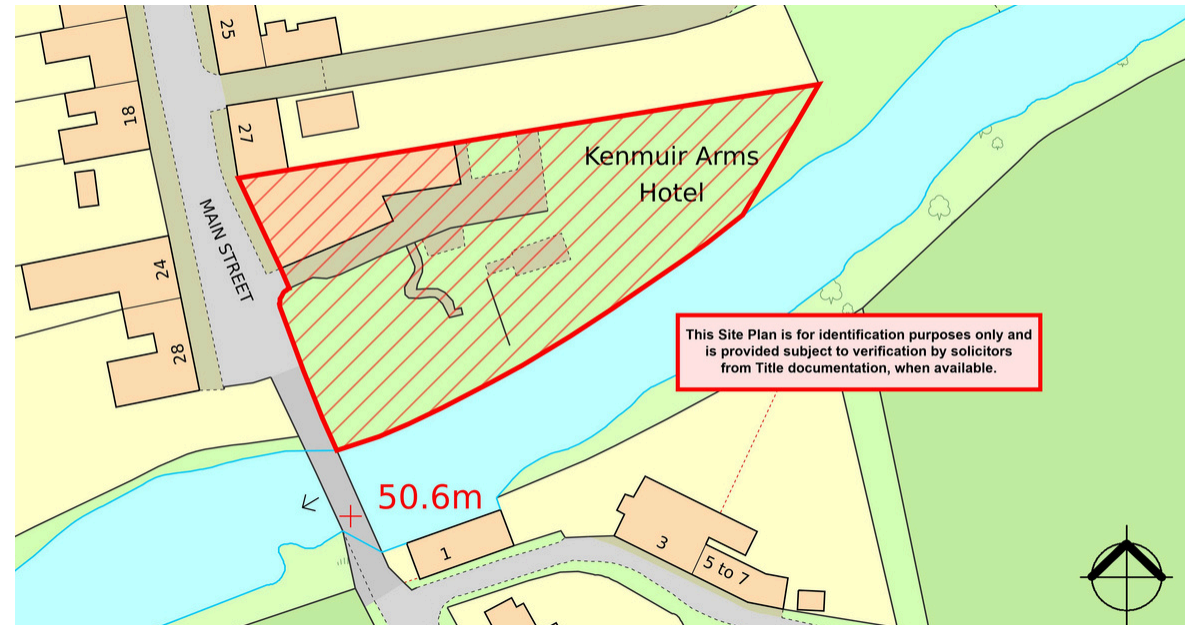 25
18
27
Kenmuir Arms
Hotel
MAIN STREET
24
28
This Site Plan is for identification purposes only and
is provided subject to verification by solicitors
from Title documentation, when available.
50.6m
1
3
5 to 7